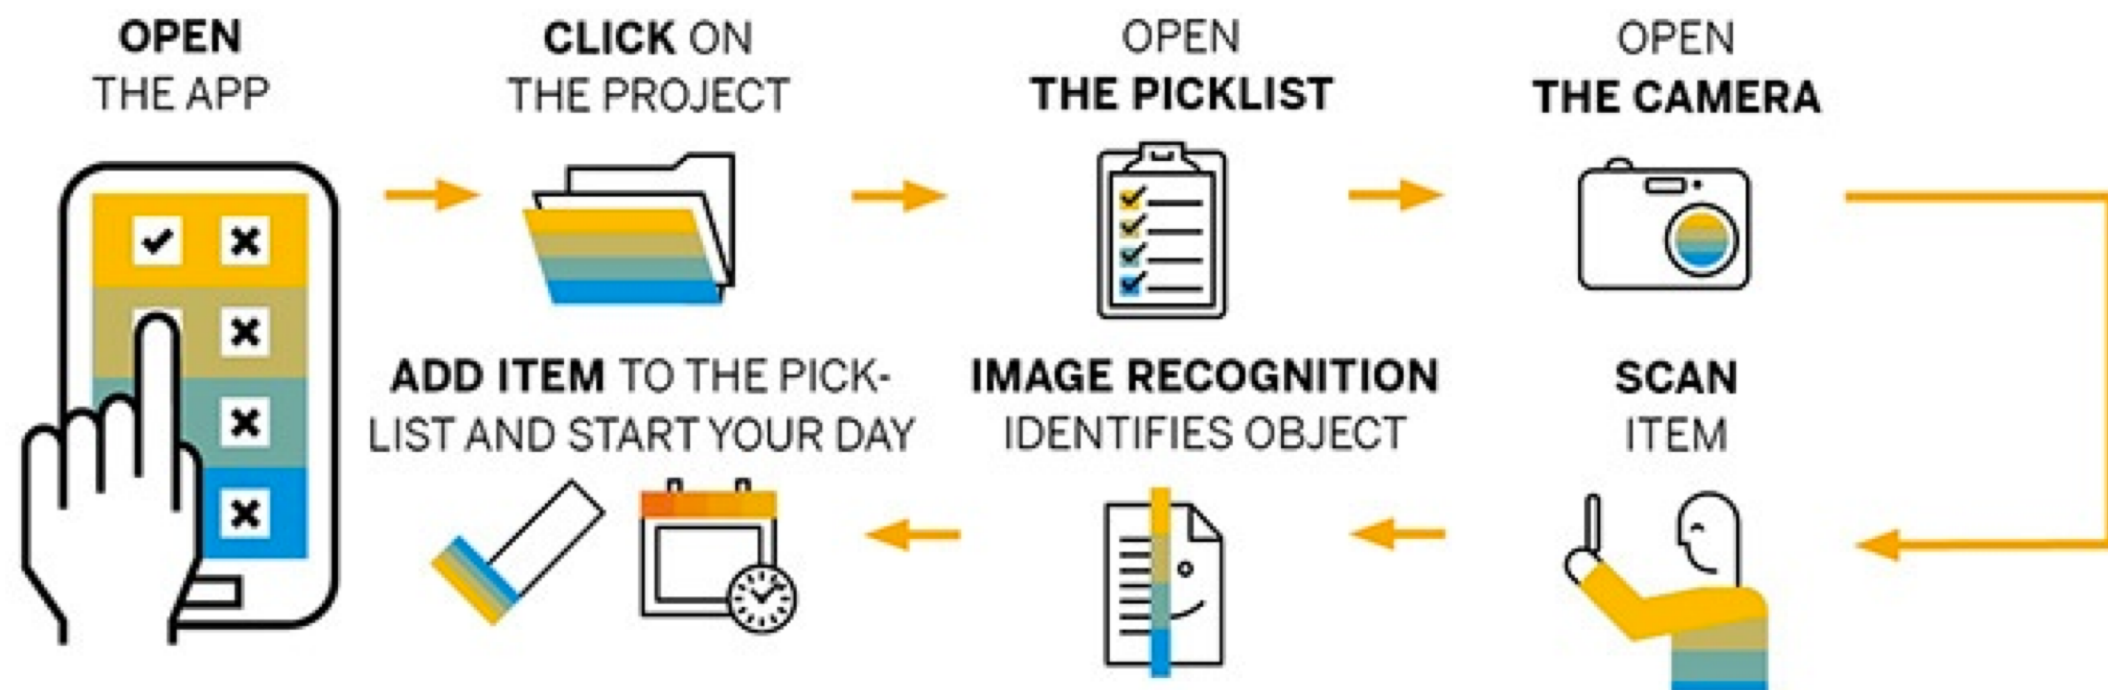 OPEN
THE APP
CLICK ON
THE PROJECT
OPEN
THE PICKLIST
OPEN
THE CAMERA
SCAN
ITEM
IMAGE RECOGNITION
IDENTIFIES OBJECT
ADD ITEM TO THE PICK-
LIST AND START YOUR DAY